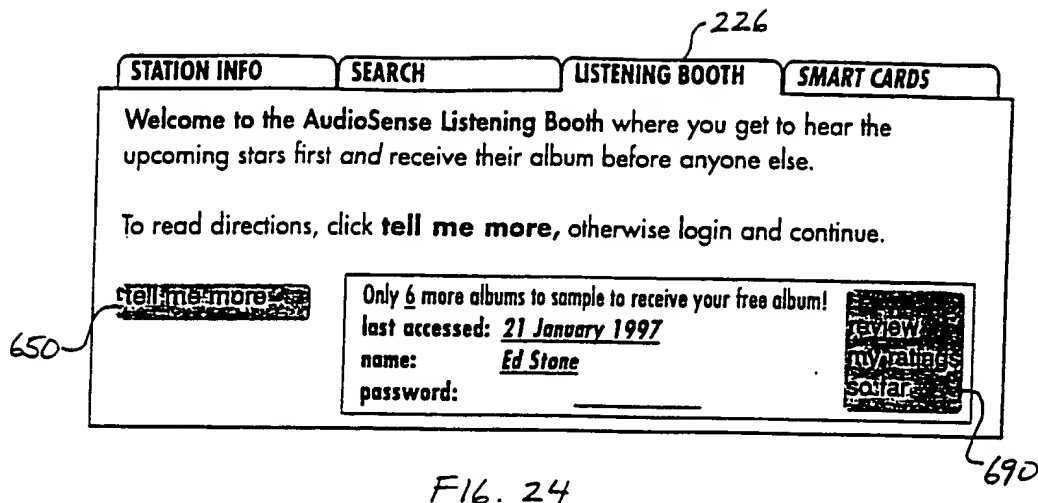 226
STATION INFO SEARCH LISTENING BOOTH SMART CARDS
Welcome to the AudioSense Listening Booth where you get to hear the
upcoming stars first and receive their album before anyone else.
To read directions, click tell me more, otherwise login and continue.
tell me more
650
Only 6 more albums to sample to receive your free album!
last accessed: 21 January 1997
name: Ed Stone
password:
review
my ratings
so far
690
FIG. 24